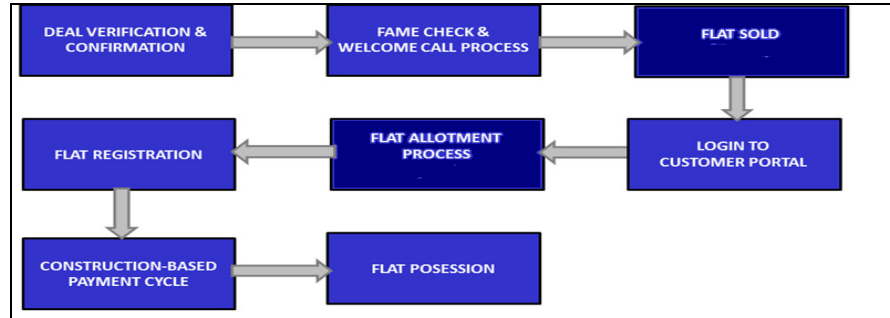 DEAL VERIFICATION &
CONFIRMATION
FAME CHECK &
WELCOME CALL PROCESS
FLAT SOLD
LOGIN TO
CUSTOMER PORTAL
FLAT ALLOTMENT
PROCESS
FLAT REGISTRATION
CONSTRUCTION-BASED
PAYMENT CYCLE
FLAT POSESSION